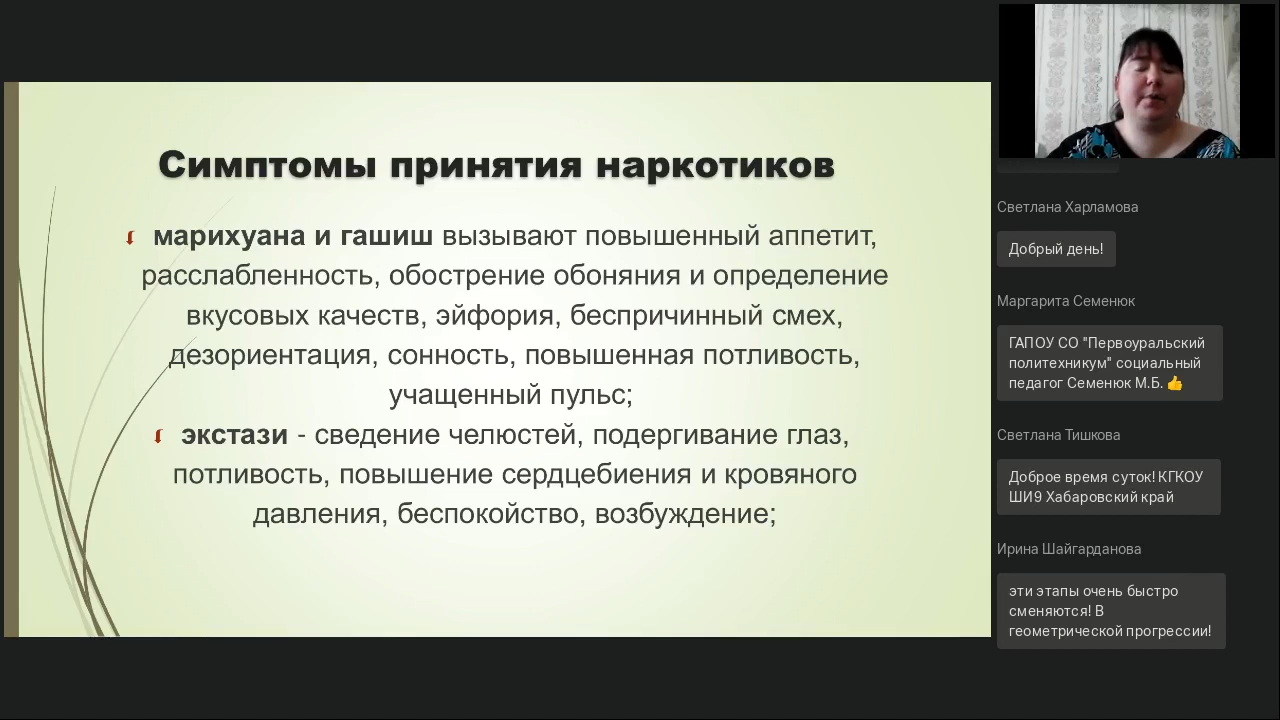 Симптомы принятия наркотиков
марихуана и гашиш вызывают повышенный аппетит,
расслабленность, обострение обоняния и определение
вкусовых качеств, эйфория, беспричинный смех,
дезориентация, сонность, повышенная потливость,
учащенный пульс;
экстази - сведение челюстей, подергивание глаз,
потливость, повышение сердцебиения и кровяного
давления, беспокойство, возбуждение;
Светлана Харламова
Добрый день!
Маргарита Семенюк
ГАПОУ СО "Первоуральский
политехникум" социальный
педагог Семенюк М.Б. 👍
Светлана Тишкова
Доброе время суток! КГКОУ
ШИ9 Хабаровский край
Ирина Шайгарданова
эти этапы очень быстро
сменяются! В
геометрической прогрессии!